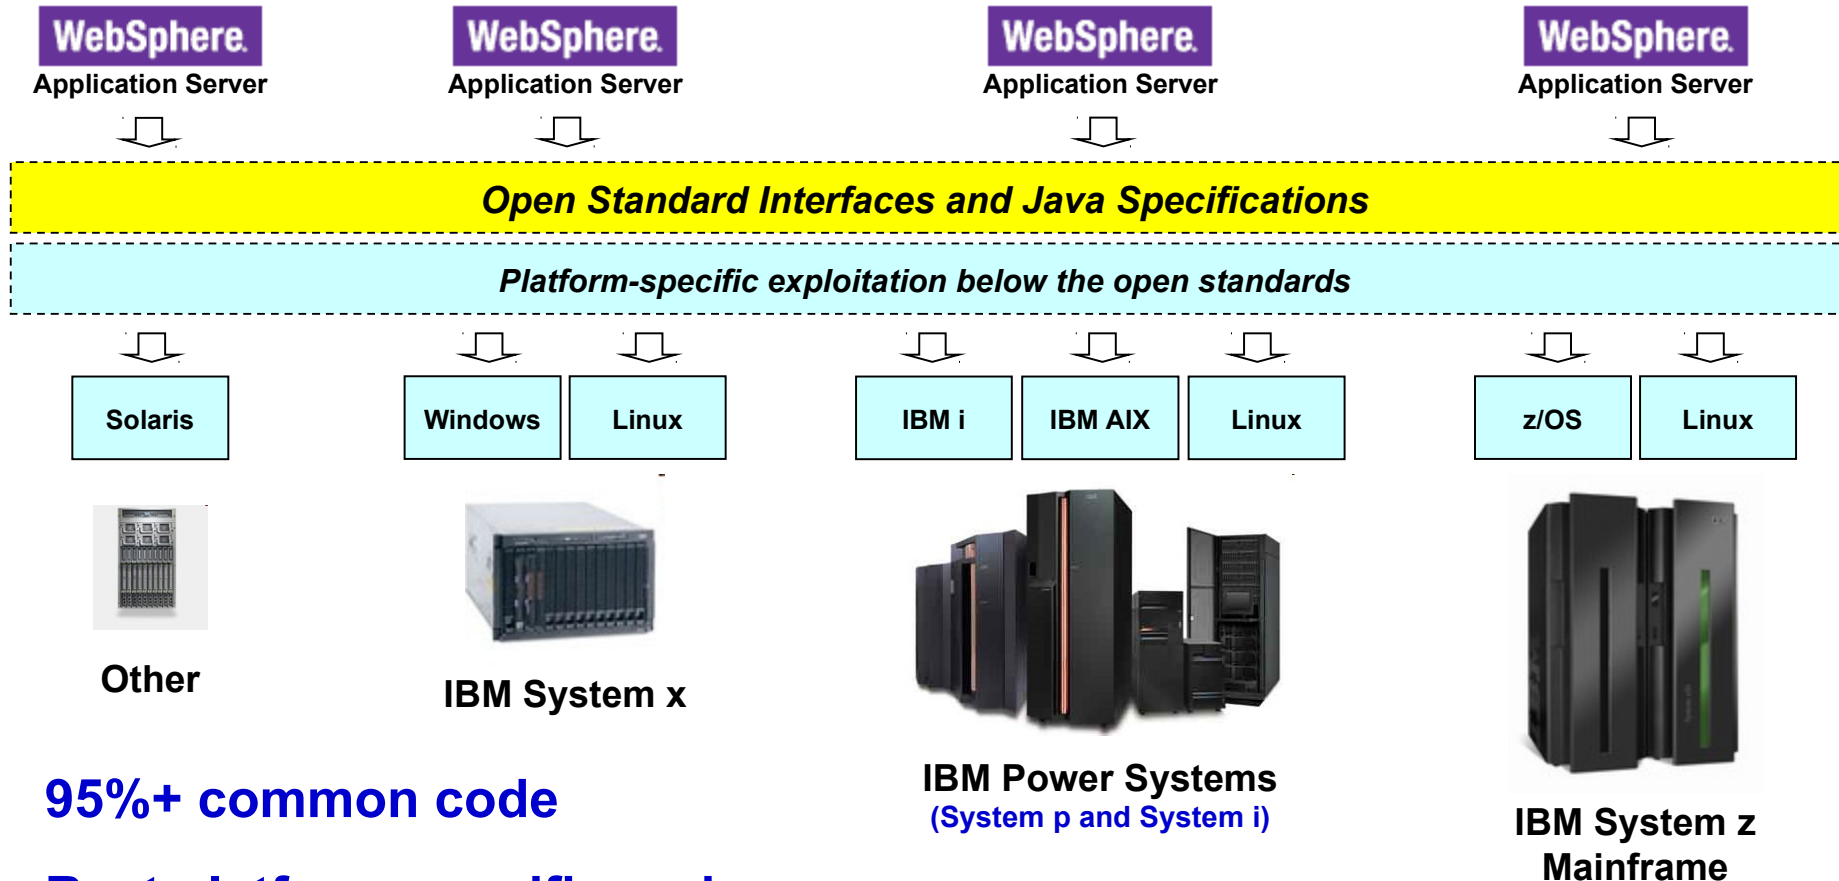 WebSphere. WebSphere. WebSphere. WebSphere.
Application Server Application Server Application Server Application Server
Open Standard Interfaces and Java Specifications
Platform-specific exploitation below the open standards
Solaris Windows Linux IBM i IBM AIX Linux z/OS Linux
Other
IBM System x
IBM Power Systems
(System p and System i)
IBM System z
Mainframe
95%+ common code